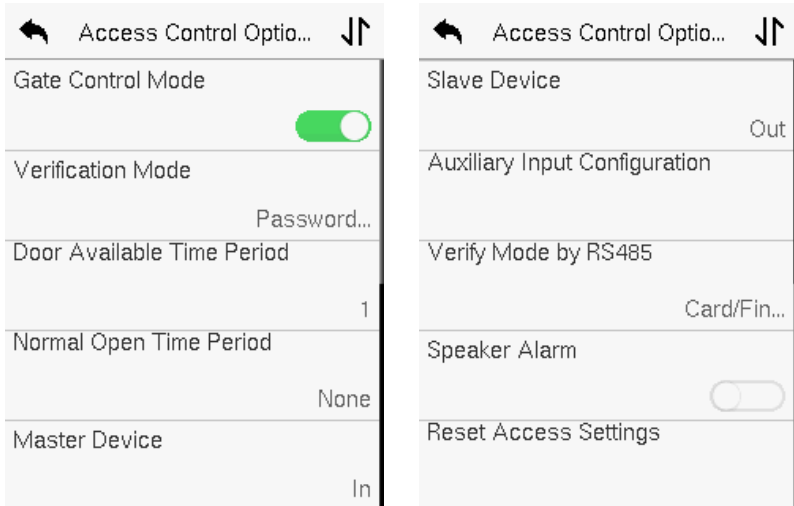 Access Control Optio...
Gate Control Mode
Verification Mode
Password...
Door Available Time Period
1
Normal Open Time Period
None
Master Device
In
Access Control Optio...
Slave Device
Out
Auxiliary Input Configuration
Verify Mode by RS485
Card/Fin...
Speaker Alarm
Reset Access Settings